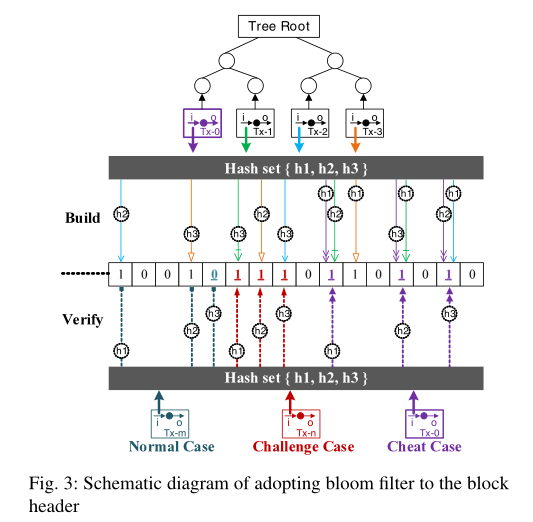 Tree Root
i o i o i o i o
Tx-0 Tx-1 Tx-2 Tx-3
Hash set { h1, h2, h3 }
h3 h1 h1 h1
Build h2 h3 h3 h2 h3 h2 h3 h2
1 0 0 1 0 1 1 1 0 1 1 0 1 0 1 0
Verify h3 h3
h2 h2 h2
h1 h1 h1
Hash set { h1, h2, h3 }
i o i o i o
Tx-m Tx-n Tx-0
Normal Case Challenge Case Cheat Case
Fig. 3: Schematic diagram of adopting bloom filter to the block
header